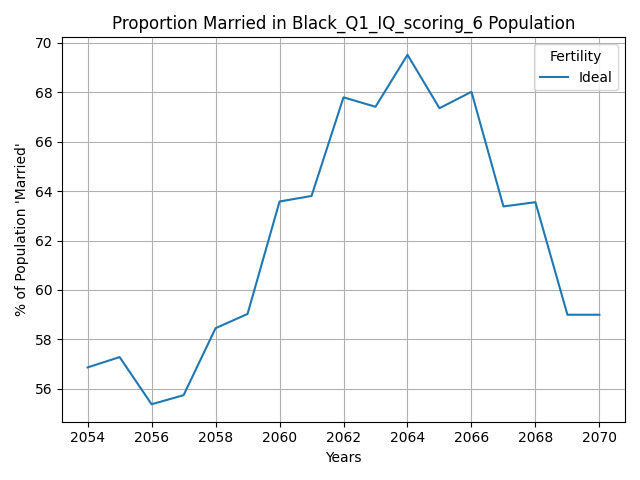 Proportion Married in Black_Q1_IQ_scoring_6 Population
Fertility
Ideal
% of Population 'Married'
70
68
66
64
62
60
58
56
2054 2056 2058 2060 2062 2064 2066 2068 2070
Years